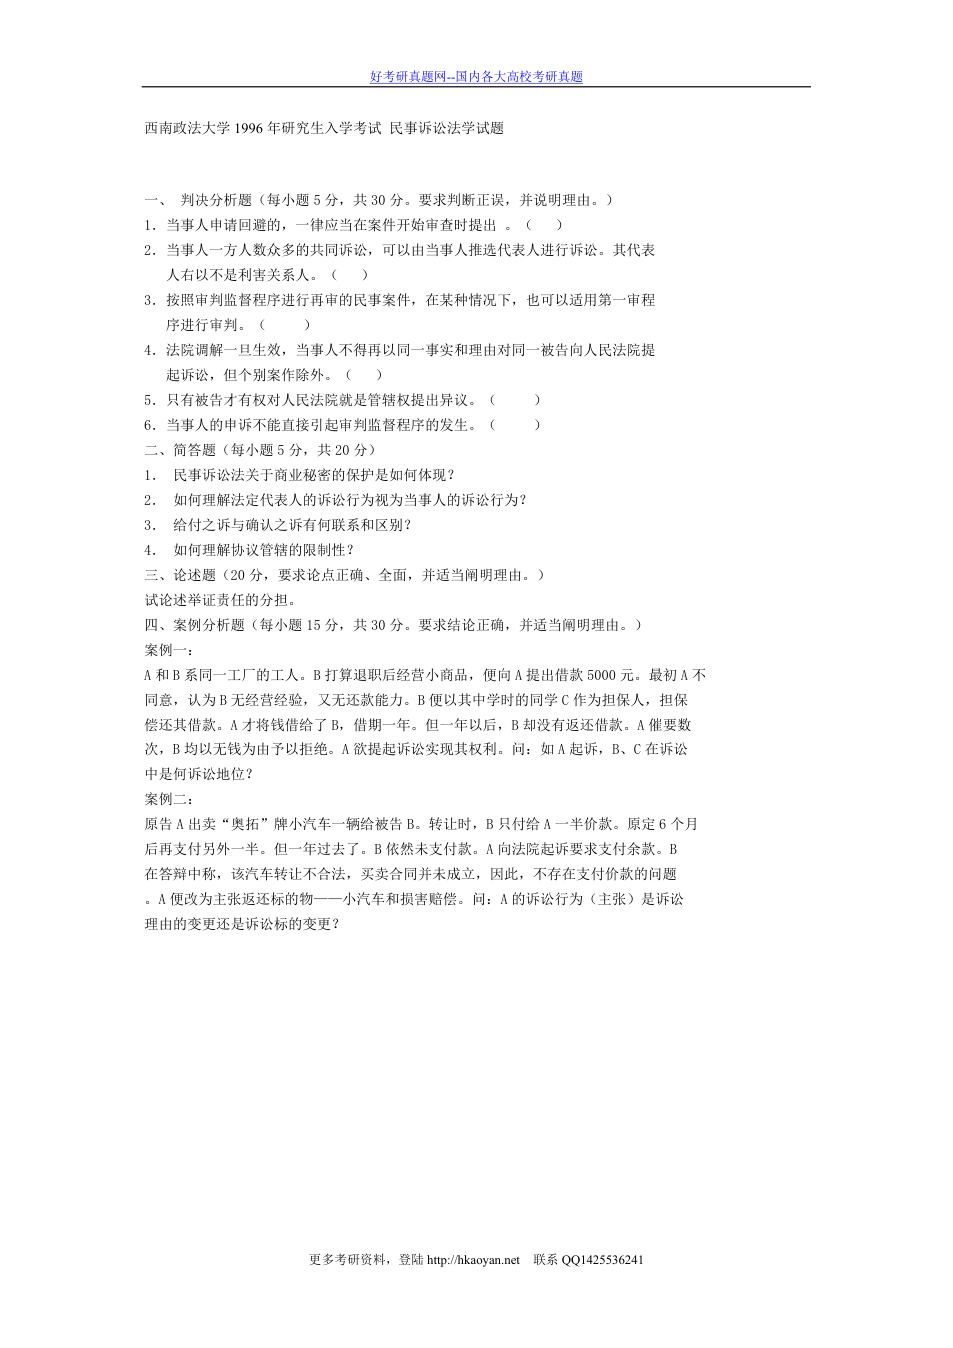 好考研真题网--国内各大高校考研真题
西南政法大学 1996 年研究生入学考试 民事诉讼法学试题
一、 判决分析题（每小题 5 分，共 30 分。要求判断正误，并说明理由。）
1．当事人申请回避的，一律应当在案件开始审查时提出 。（ ）
2．当事人一方人数众多的共同诉讼，可以由当事人推选代表人进行诉讼。其代表
人右以不是利害关系人。（ ）
3．按照审判监督程序进行再审的民事案件，在某种情况下，也可以适用第一审程
序进行审判。（ ）
4．法院调解一旦生效，当事人不得再以同一事实和理由对同一被告向人民法院提
起诉讼，但个别案作除外。（ ）
5．只有被告才有权对人民法院就是管辖权提出异议。（ ）
6．当事人的申诉不能直接引起审判监督程序的发生。（ ）
二、简答题（每小题 5 分，共 20 分）
1． 民事诉讼法关于商业秘密的保护是如何体现？
2． 如何理解法定代表人的诉讼行为视为当事人的诉讼行为？
3． 给付之诉与确认之诉有何联系和区别？
4． 如何理解协议管辖的限制性？
三、论述题（20 分，要求论点正确、全面，并适当阐明理由。）
试论述举证责任的分担。
四、案例分析题（每小题 15 分，共 30 分。要求结论正确，并适当阐明理由。）
案例一：
A 和 B 系同一工厂的工人。B 打算退职后经营小商品，便向 A 提出借款 5000 元。最初 A 不
同意，认为 B 无经营经验，又无还款能力。B 便以其中学时的同学 C 作为担保人，担保
偿还其借款。A 才将钱借给了 B，借期一年。但一年以后，B 却没有返还借款。A 催要数
次，B 均以无钱为由予以拒绝。A 欲提起诉讼实现其权利。问：如 A 起诉，B、C 在诉讼
中是何诉讼地位？
案例二：
原告 A 出卖“奥拓”牌小汽车一辆给被告 B。转让时，B 只付给 A 一半价款。原定 6 个月
后再支付另外一半。但一年过去了。B 依然未支付款。A 向法院起诉要求支付余款。B
在答辩中称，该汽车转让不合法，买卖合同并未成立，因此，不存在支付价款的问题
。A 便改为主张返还标的物——小汽车和损害赔偿。问：A 的诉讼行为（主张）是诉讼
理由的变更还是诉讼标的变更？
更多考研资料，登陆 http://hkaoyan.net 联系 QQ1425536241